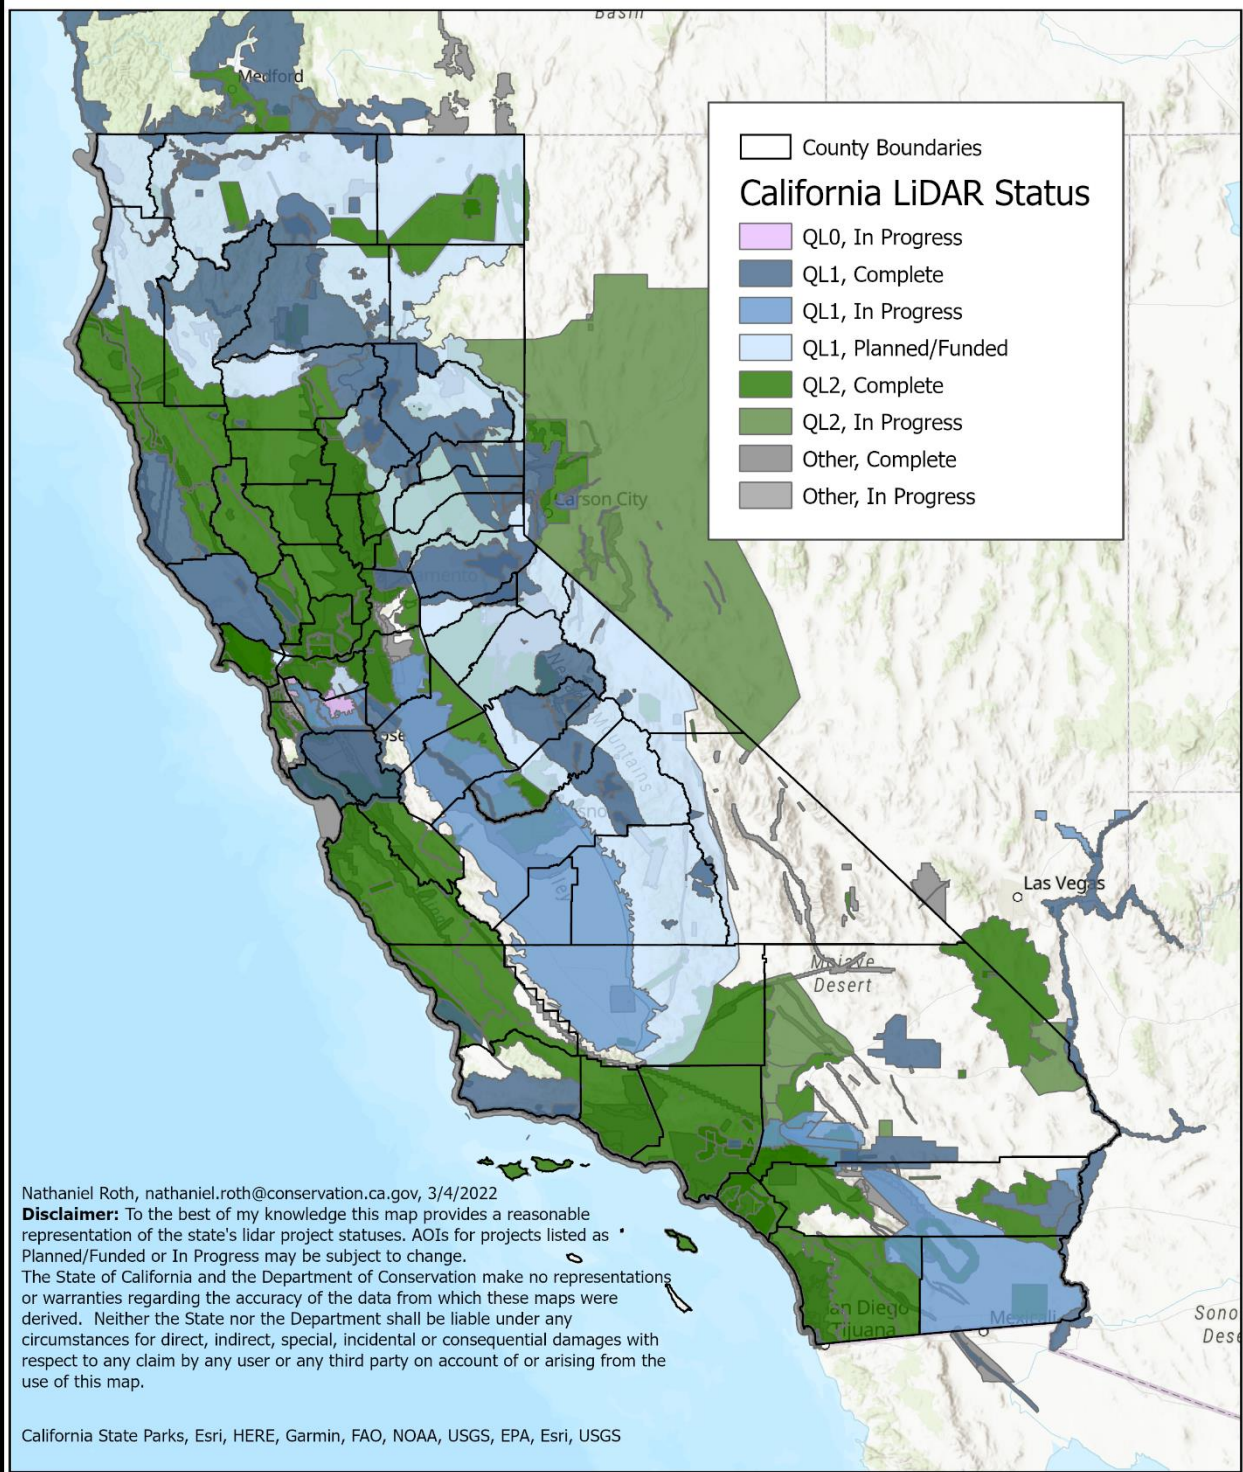 Basin
Medford
County Boundaries
California LiDAR Status
QL0, In Progress
QL1, Complete
QL1, In Progress
QL1, Planned/Funded
QL2, Complete
QL2, In Progress
Other, Complete
Other, In Progress
Carson City
Mountains
Las Vegas
Mojave
Desert
Nathaniel Roth, nathaniel.roth@conservation.ca.gov, 3/4/2022
Disclaimer: To the best of my knowledge this map provides a reasonable
representation of the state's lidar project statuses. AOIs for projects listed as
Planned/Funded or In Progress may be subject to change.
The State of California and the Department of Conservation make no representations
or warranties regarding the accuracy of the data from which these maps were
derived. Neither the State nor the Department shall be liable under any
circumstances for direct, indirect, special, incidental or consequential damages with
respect to any claim by any user or any third party on account of or arising from the
use of this map.
San Diego
Tijuana
Mexicali
Sono
Dese
California State Parks, Esri, HERE, Garmin, FAO, NOAA, USGS, EPA, Esri, USGS